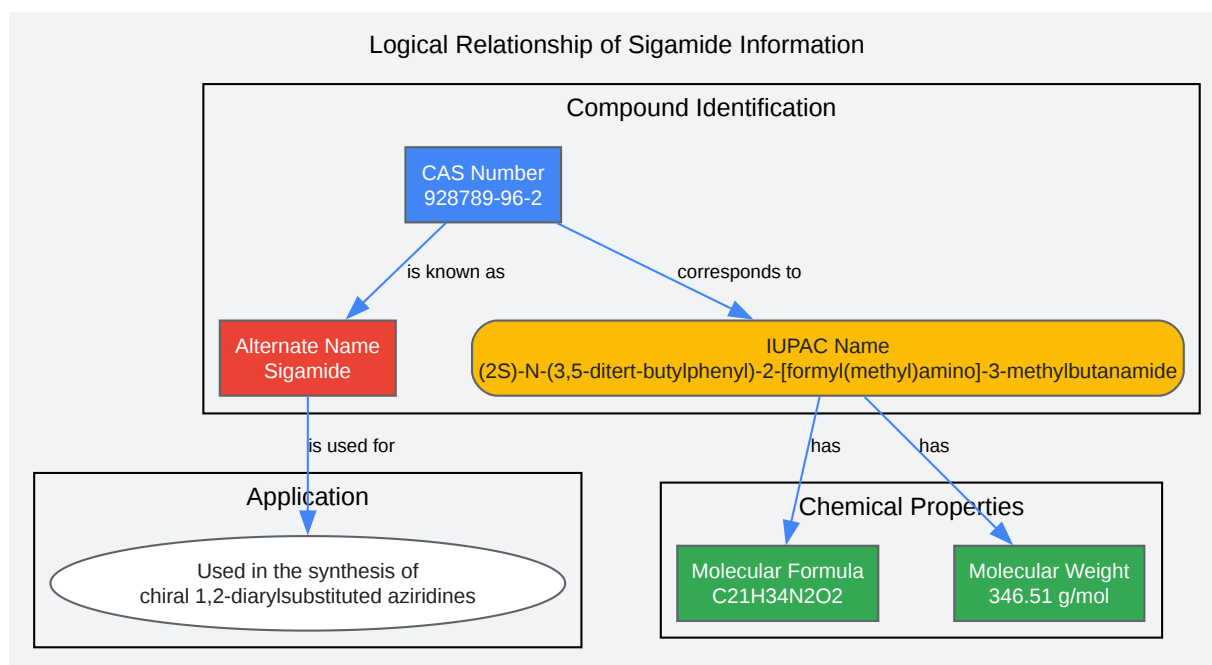 Logical Relationship of Sigamide Information
Compound Identification
CAS Number
928789-96-2
is known as
corresponds to
Alternate Name
Sigamide
IUPAC Name
(2S)-N-(3,5-ditert-butylphenyl)-2-[formyl(methyl)amino]-3-methylbutanamide
is used for
has
has
Application
Used in the synthesis of
chiral 1,2-diarylsubstituted aziridines
Chemical Properties
Molecular Formula
C21H34N2O2
Molecular Weight
346.51 g/mol